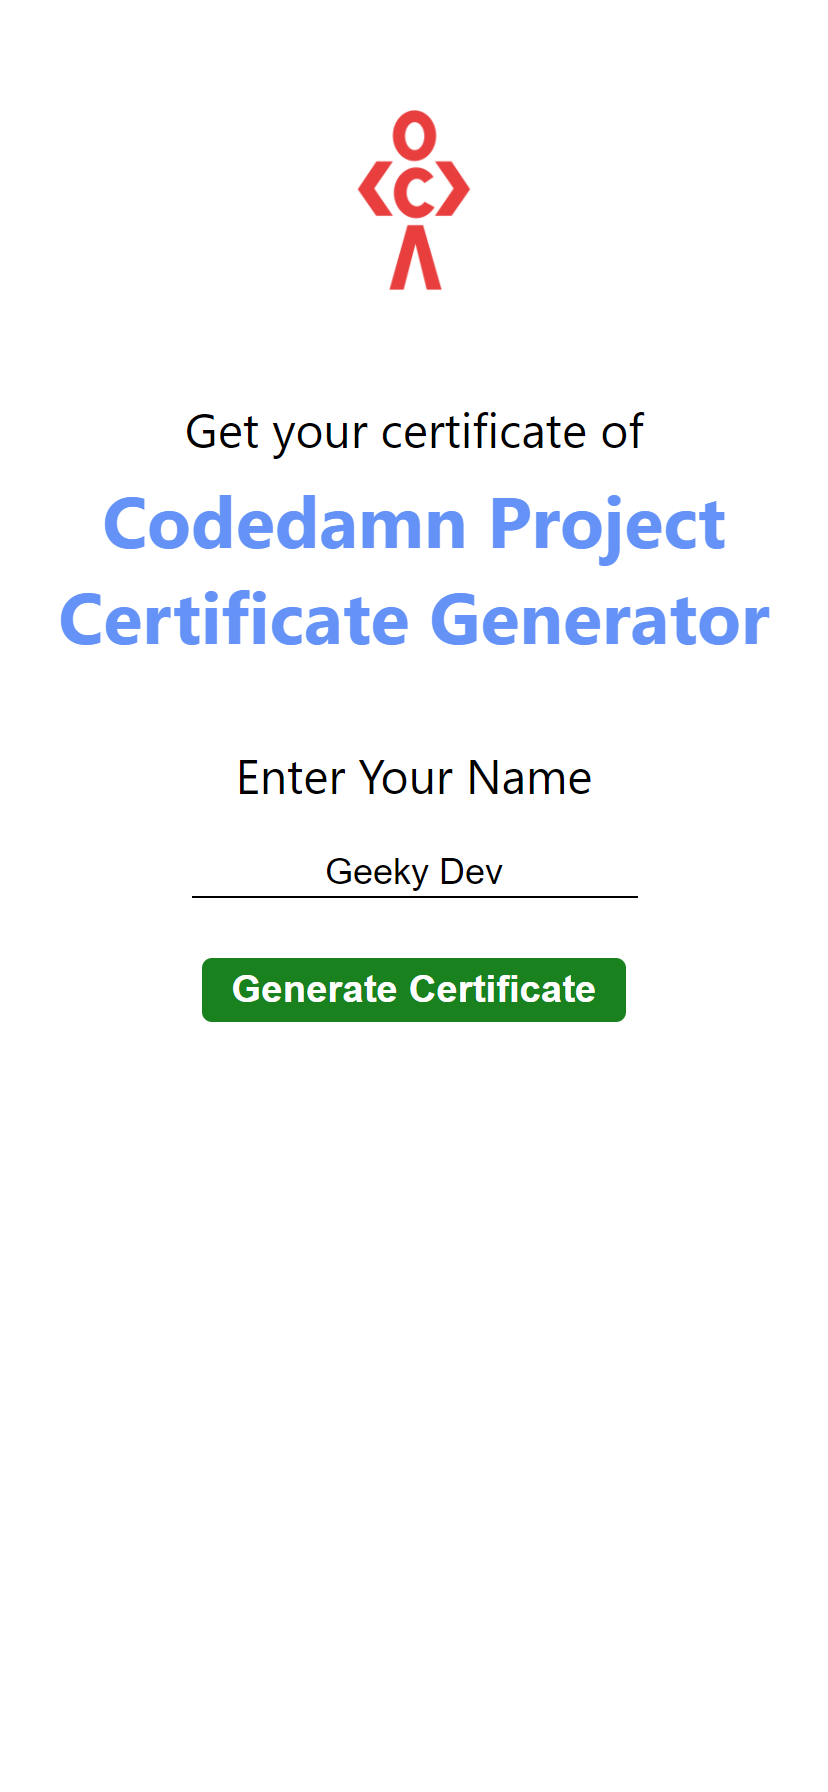 Get your certificate of
Codedamn Project
Certificate Generator
Enter Your Name
Geeky Dev
Generate Certificate